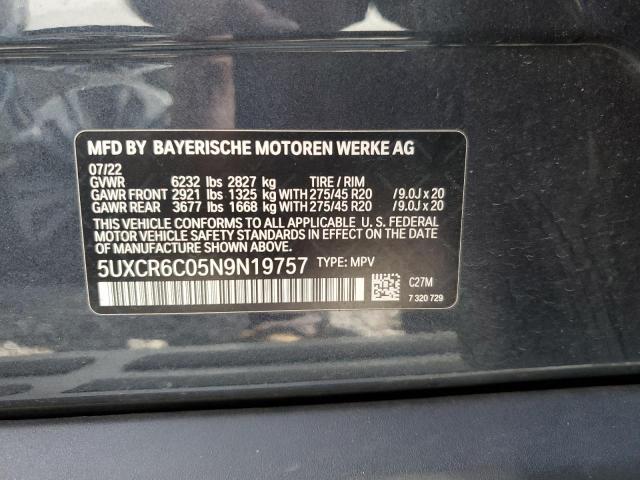 MFD BY BAYERISCHE MOTOREN WERKE AG
07/22
GVWR 6232 lbs 2827 kg TIRE / RIM
GAWR FRONT 2921 lbs 1325 kg WITH 275/45 R20 / 9.0J x 20
GAWR REAR 3677 lbs 1668 kg WITH 275/45 R20 / 9.0J x 20
THIS VEHICLE CONFORMS TO ALL APPLICABLE U. S. FEDERAL
MOTOR VEHICLE SAFETY STANDARDS IN EFFECT ON THE
DATE OF MANUFACTURE SHOWN ABOVE.
5UXCR6C05N9N19757 TYPE: MPV
C27M
7 320 729